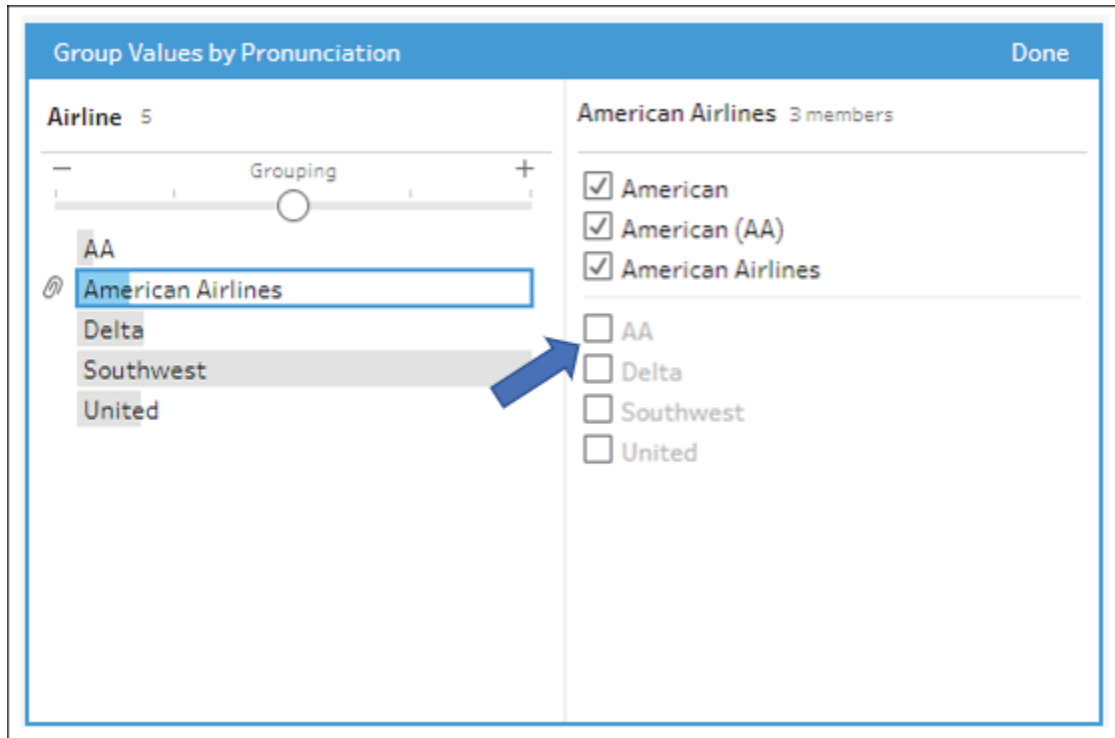 Group Values by Pronunciation Done
Airline 5
− Grouping +
AA
American Airlines
Delta
Southwest
United
American Airlines 3 members
American
American (AA)
American Airlines
AA
Delta
Southwest
United